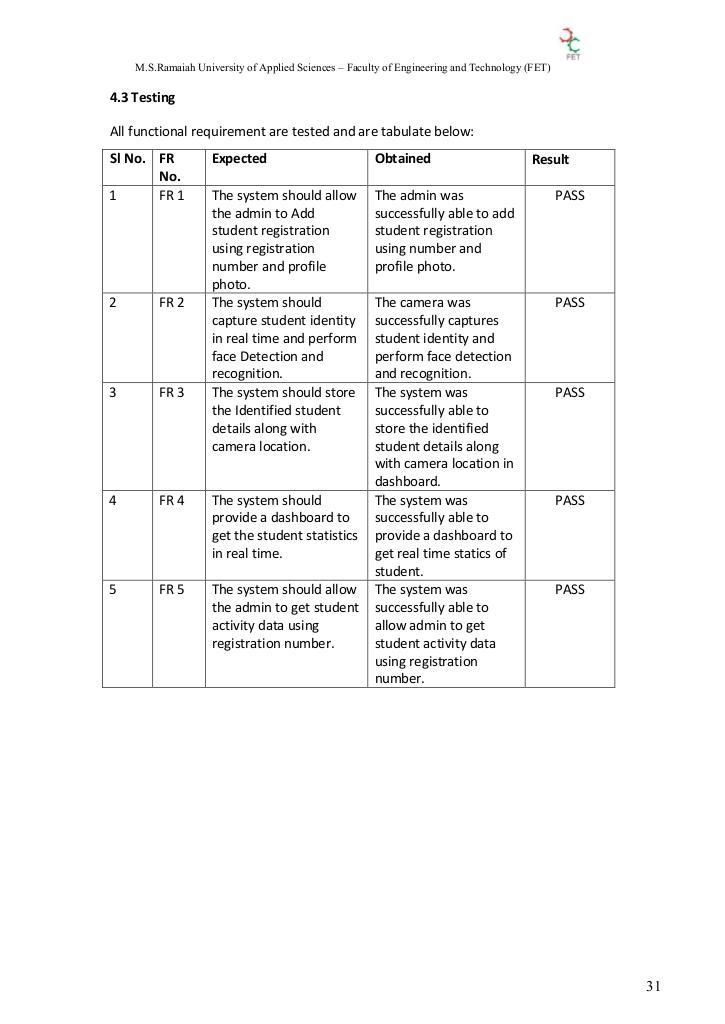 FET
M.S.Ramaiah University of Applied Sciences – Faculty of Engineering and Technology (FET)
4.3 Testing
All functional requirement are tested and are tabulate below:
Sl No. FR No. Expected Obtained Result
1 FR 1 The system should allow the admin to Add student registration using registration number and profile photo. The admin was successfully able to add student registration using number and profile photo. PASS
2 FR 2 The system should capture student identity in real time and perform face Detection and recognition. The camera was successfully captures student identity and perform face detection and recognition. PASS
3 FR 3 The system should store the Identified student details along with camera location. The system was successfully able to store the identified student details along with camera location in dashboard. PASS
4 FR 4 The system should provide a dashboard to get the student statistics in real time. The system was successfully able to provide a dashboard to get real time statics of student. PASS
5 FR 5 The system should allow the admin to get student activity data using registration number. The system was successfully able to allow admin to get student activity data using registration number. PASS
31